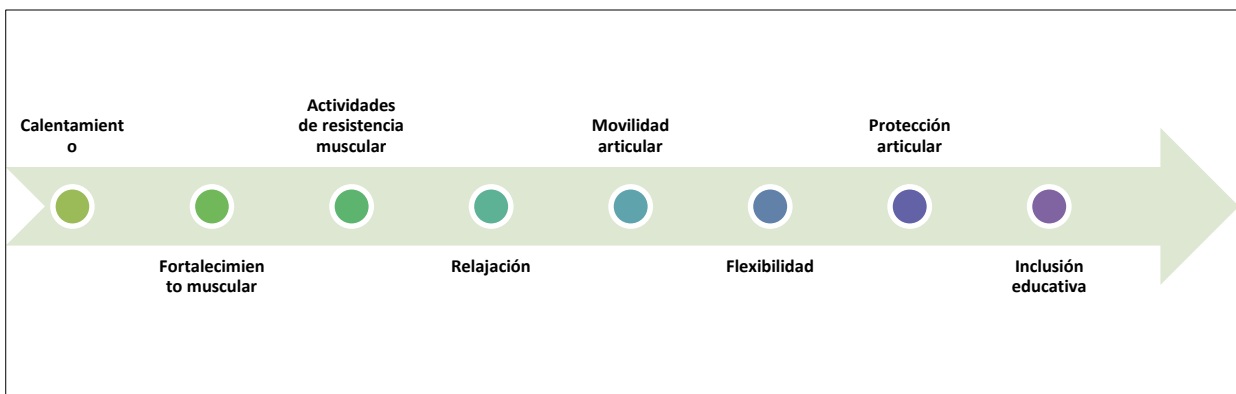 Calentamient
o
Fortalecimien
to muscular
Actividades
de resistencia
muscular
Relajación
Movilidad
articular
Flexibilidad
Protección
articular
Inclusión
educativa